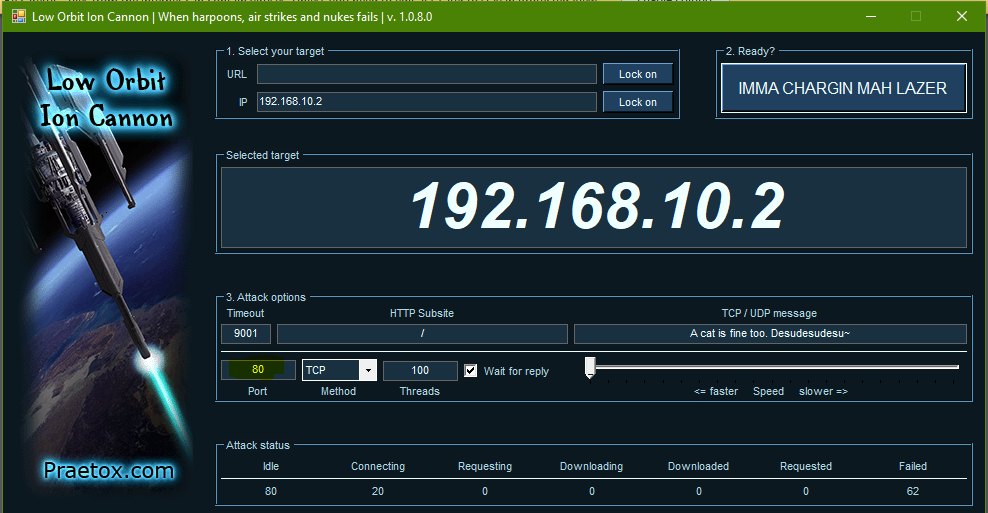 Low Orbit Ion Cannon | When harpoons, air strikes and nukes fails | v. 1.0.8.0
Low Orbit
Ion Cannon
Praetox.com
1. Select your target
URL Lock on
IP 192.168.10.2 Lock on
2. Ready?
IMMA CHARGIN MAH LAZER
Selected target
192.168.10.2
3. Attack options
Timeout HTTP Subsite TCP / UDP message
9001 / A cat is fine too. Desudesudesu~
80 TCP 100 Wait for reply
Port Method Threads <= faster Speed slower =>
Attack status
Idle Connecting Requesting Downloading Downloaded Requested Failed
80 20 0 0 0 0 62